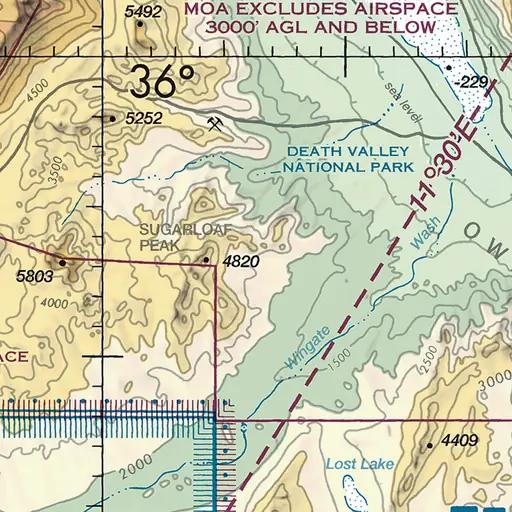 5492
MOA EXCLUDES AIRSPACE
3000' AGL AND BELOW
36°
-229
4500
sea level
5252
11°30'E
DEATH VALLEY
NATIONAL PARK
3500
SUGARLOAF
PEAK
Wash
OW
5803
4820
4000
Wingate
1500
2500
3000
ACE
4409
2000
Lost Lake